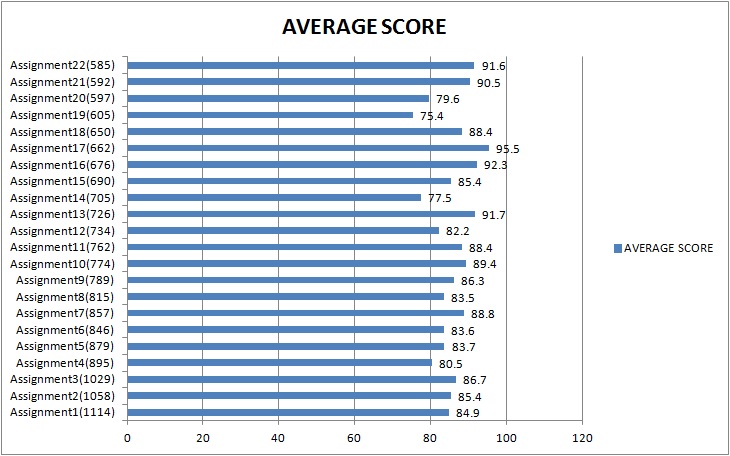 AVERAGE SCORE
Assignment22(585) 91.6
Assignment21(592) 90.5
Assignment20(597) 79.6
Assignment19(605) 75.4
Assignment18(650) 88.4
Assignment17(662) 95.5
Assignment16(676) 92.3
Assignment15(690) 85.4
Assignment14(705) 77.5
Assignment13(726) 91.7
Assignment12(734) 82.2
Assignment11(762) 88.4
AVERAGE SCORE
Assignment10(774) 89.4
Assignment9(789) 86.3
Assignment8(815) 83.5
Assignment7(857) 88.8
Assignment6(846) 83.6
Assignment5(879) 83.7
Assignment4(895) 80.5
Assignment3(1029) 86.7
Assignment2(1058) 85.4
Assignment1(1114) 84.9
0 20 40 60 80 100 120